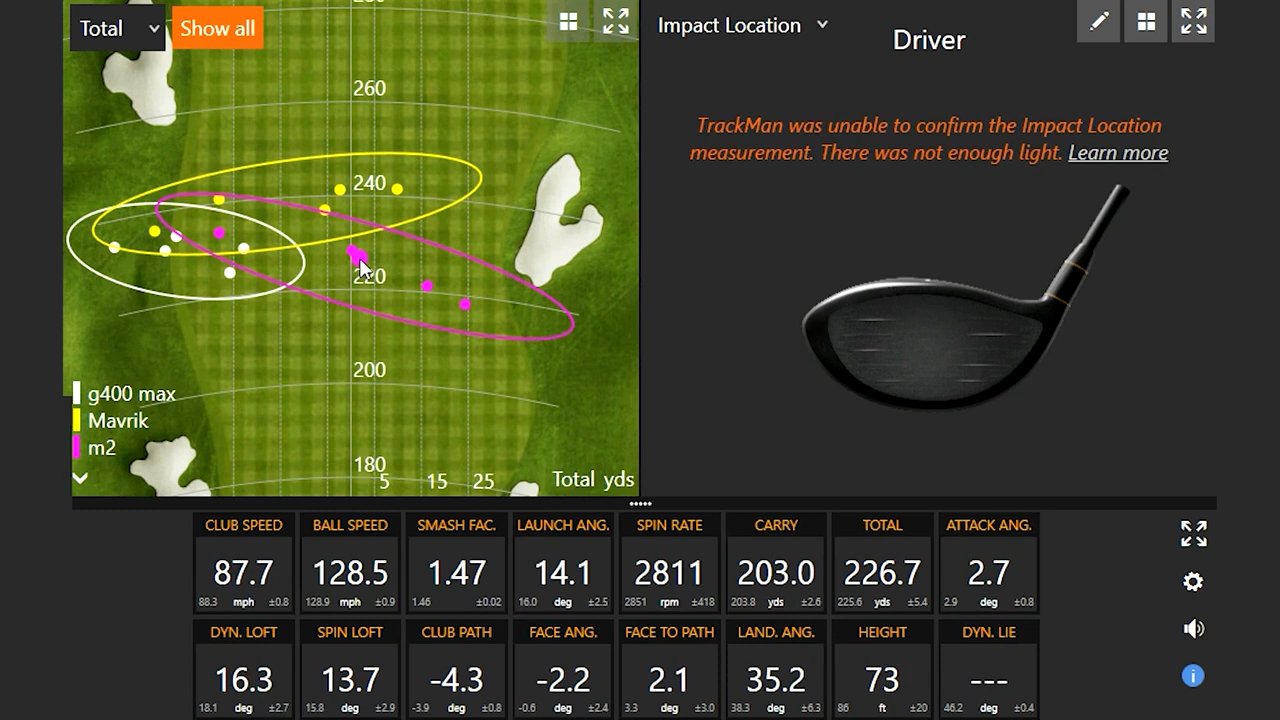 Total
Show all
280
260
240
220
200
180
5
15
25
Total yds
g400 max
Mavrik
m2
Impact Location
Driver
TrackMan was unable to confirm the Impact Location
measurement. There was not enough light. Learn more
CLUB SPEED
87.7
88.3 mph ±0.8
BALL SPEED
128.5
128.9 mph ±0.9
SMASH FAC.
1.47
1.46 ±0.02
LAUNCH ANG.
14.1
16.0 deg ±2.5
SPIN RATE
2811
2851 rpm ±418
CARRY
203.0
203.8 yds ±2.6
TOTAL
226.7
225.6 yds ±5.4
ATTACK ANG.
2.7
2.9 deg ±0.8
DYN. LOFT
16.3
18.1 deg ±2.7
SPIN LOFT
13.7
15.8 deg ±2.9
CLUB PATH
-4.3
-3.9 deg ±0.8
FACE ANG.
-2.2
-0.6 deg ±2.4
FACE TO PATH
2.1
3.3 deg ±3.0
LAND. ANG.
35.2
38.3 deg ±6.3
HEIGHT
73
86 ft ±20
DYN. LIE
---
46.2 deg ±0.4